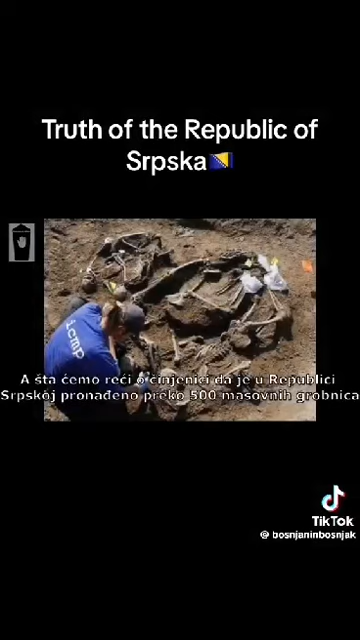 Truth of the Republic of
Srpska🇧🇦
icmp
A šta ćemo reći o činjenici da je u Republici
Srpskoj pronađeno preko 500 masovnih grobnica
TikTok
@ bosnjaninbosnjak